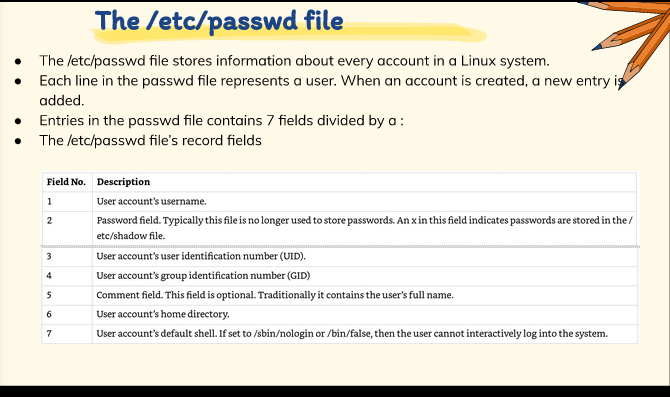 The /etc/passwd file
● The /etc/passwd file stores information about every account in a Linux system.
● Each line in the passwd file represents a user. When an account is created, a new entry is
added.
● Entries in the passwd file contains 7 fields divided by a :
● The /etc/passwd file's record fields
Field No. Description
1 User account's username.
2 Password field. Typically this file is no longer used to store passwords. An x in this field indicates passwords are stored in the /
etc/shadow file.
3 User account's user identification number (UID).
4 User account's group identification number (GID)
5 Comment field. This field is optional. Traditionally it contains the user's full name.
6 User account's home directory.
7 User account's default shell. If set to /sbin/nologin or /bin/false, then the user cannot interactively log into the system.